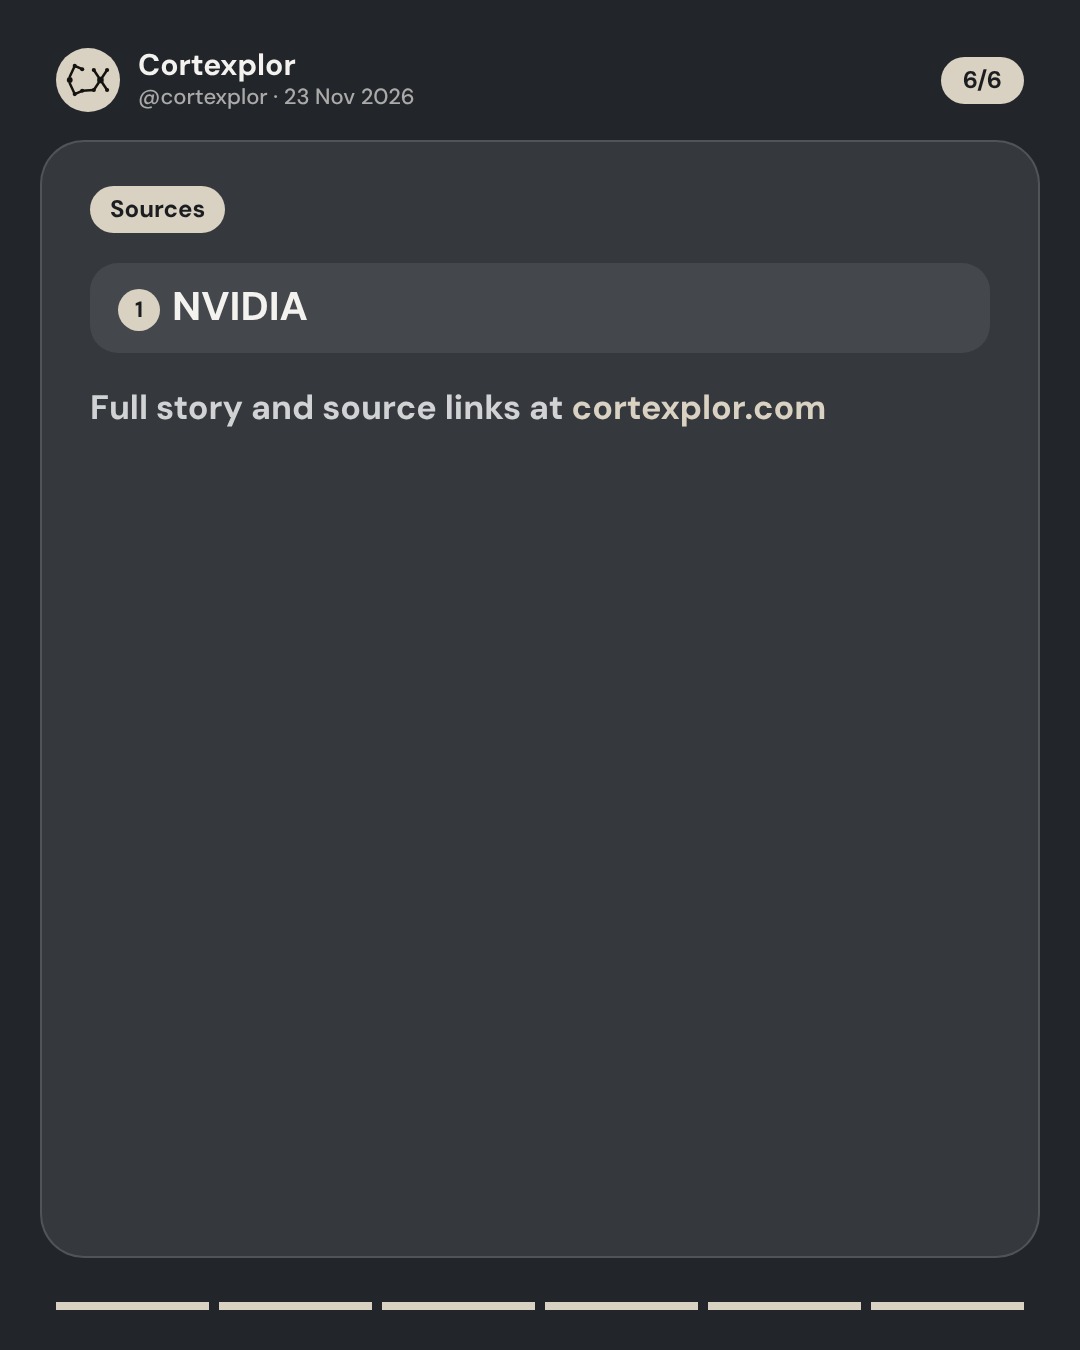 Cortexplor
@cortexplor · 23 Nov 2026
6/6
Sources
1 NVIDIA
Full story and source links at cortexplor.com